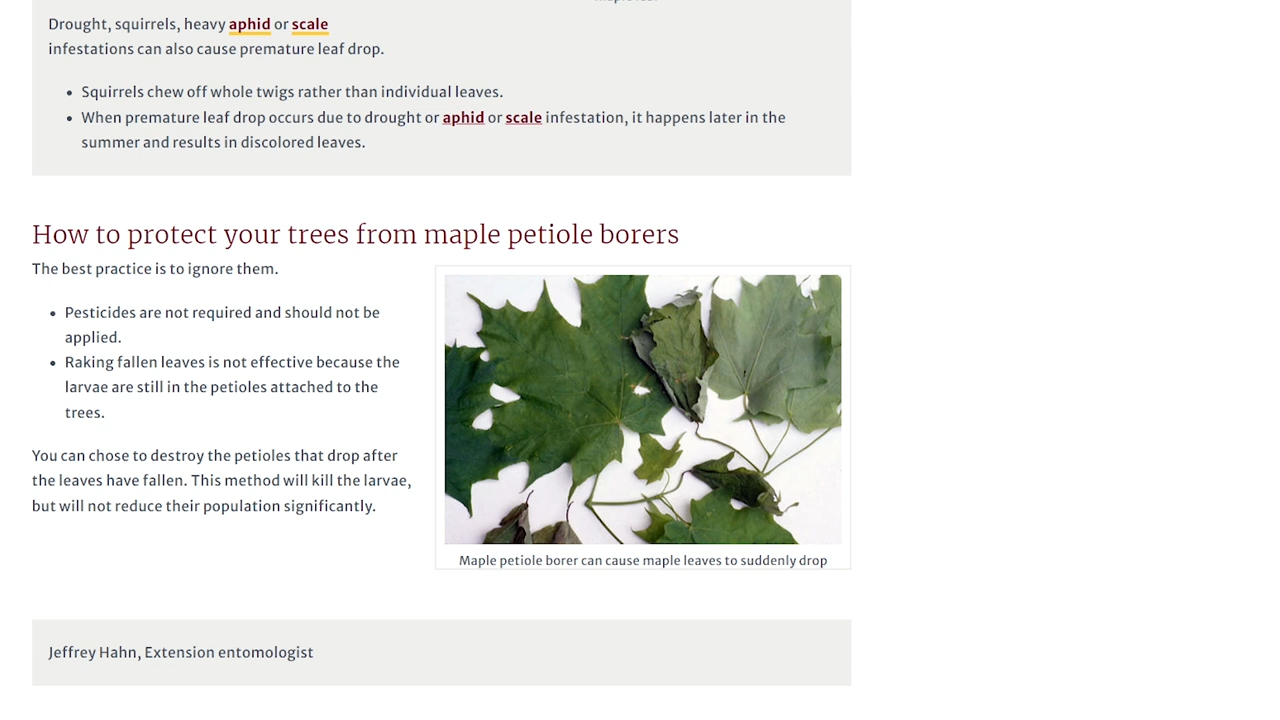 Drought, squirrels, heavy aphid or scale
infestations can also cause premature leaf drop.
Squirrels chew off whole twigs rather than individual leaves.
When premature leaf drop occurs due to drought or aphid or scale infestation, it happens later in the
summer and results in discolored leaves.
How to protect your trees from maple petiole borers
The best practice is to ignore them.
Pesticides are not required and should not be
applied.
Raking fallen leaves is not effective because the
larvae are still in the petioles attached to the
trees.
You can chose to destroy the petioles that drop after
the leaves have fallen. This method will kill the larvae,
but will not reduce their population significantly.
Maple petiole borer can cause maple leaves to suddenly drop
Jeffrey Hahn, Extension entomologist